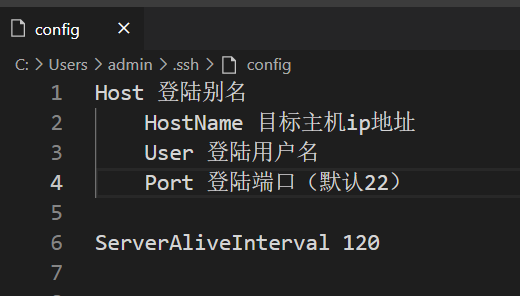 config
C: > Users > admin > .ssh > config
1 Host 登陆别名
2 HostName 目标主机ip地址
3 User 登陆用户名
4 Port 登陆端口（默认22）
5
6 ServerAliveInterval 120
7